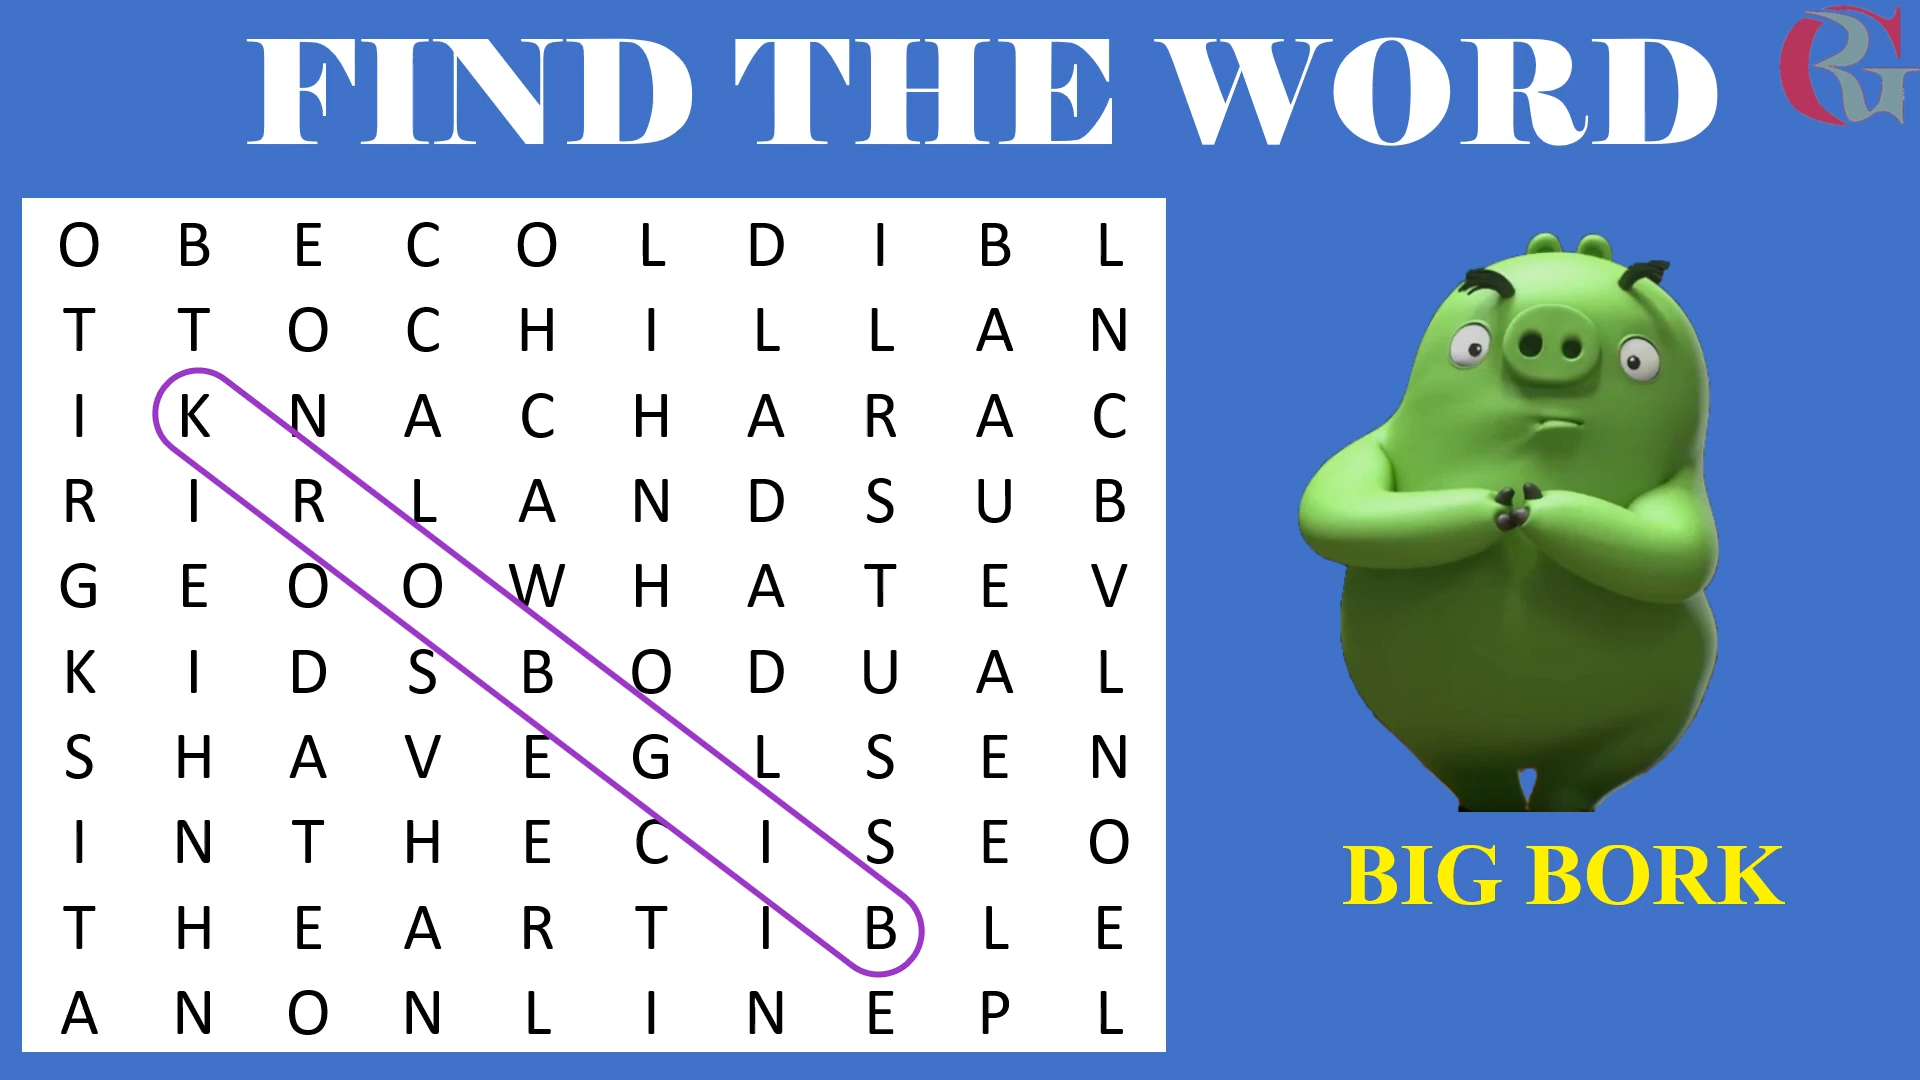 FIND THE WORD
O B E C O L D I B L
T T O C H I L L A N
I K N A C H A R A C
R I R L A N D S U B
G E O O W H A T E V
K I D S B O D U A L
S H A V E G L S E N
I N T H E C I S E O
T H E A R T I B L E
A N O N L I N E P L
BIG BORK